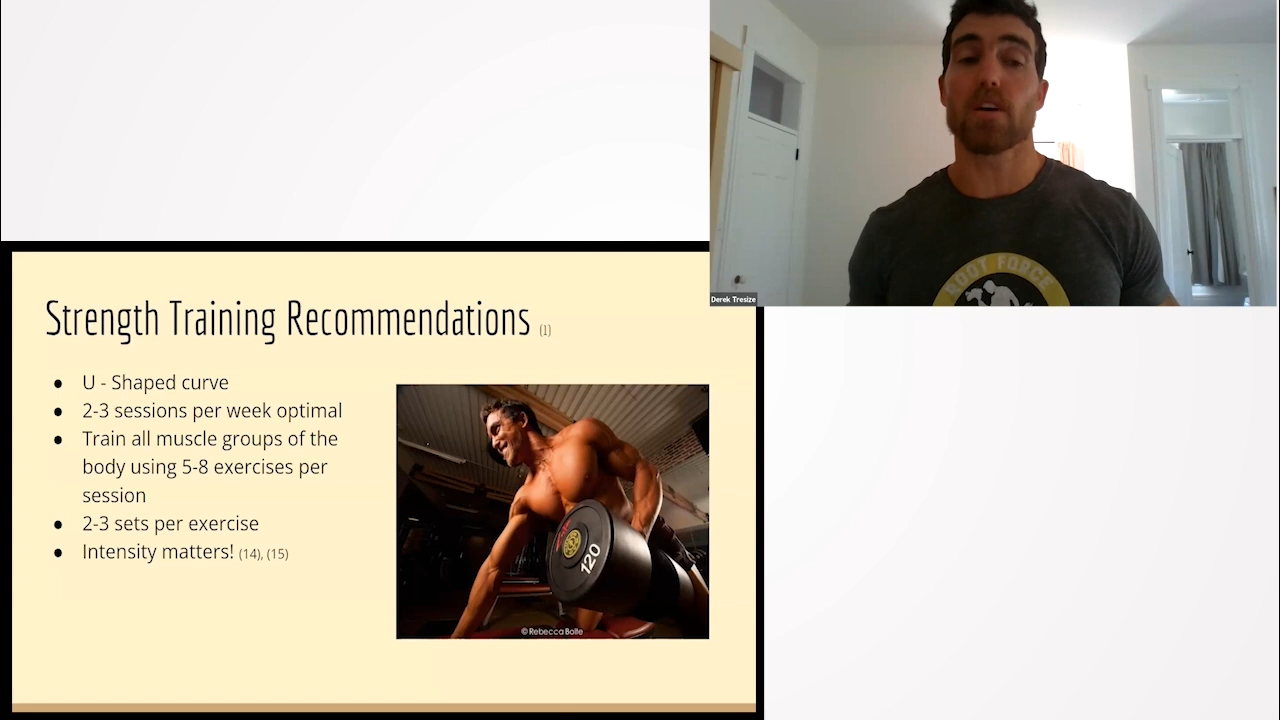 ROOT FORCE
Derek Tresize
Strength Training Recommendations (1)
● U - Shaped curve
● 2-3 sessions per week optimal
● Train all muscle groups of the
body using 5-8 exercises per
session
● 2-3 sets per exercise
● Intensity matters! (14), (15)
120
©Rebecca Bolte